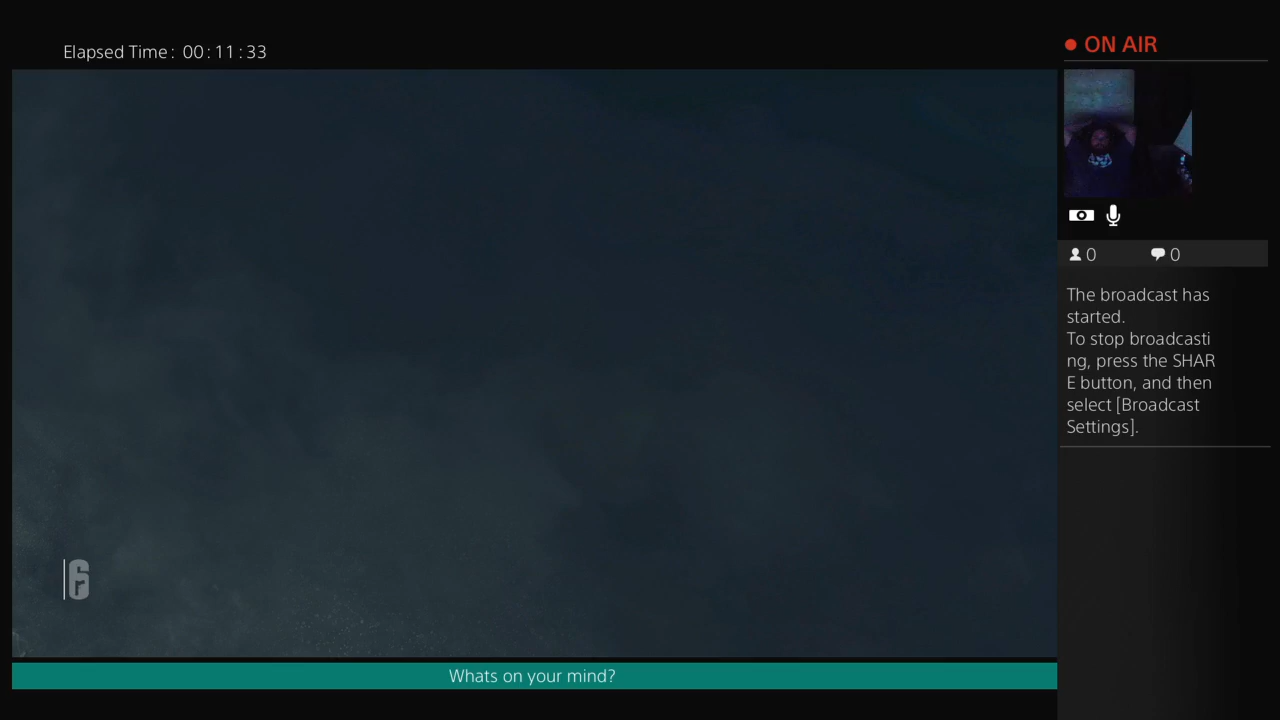 Elapsed Time: 00:11:33
ON AIR
0 0
The broadcast has
started.
To stop broadcasti
ng, press the SHAR
E button, and then
select [Broadcast
Settings].
6
Whats on your mind?